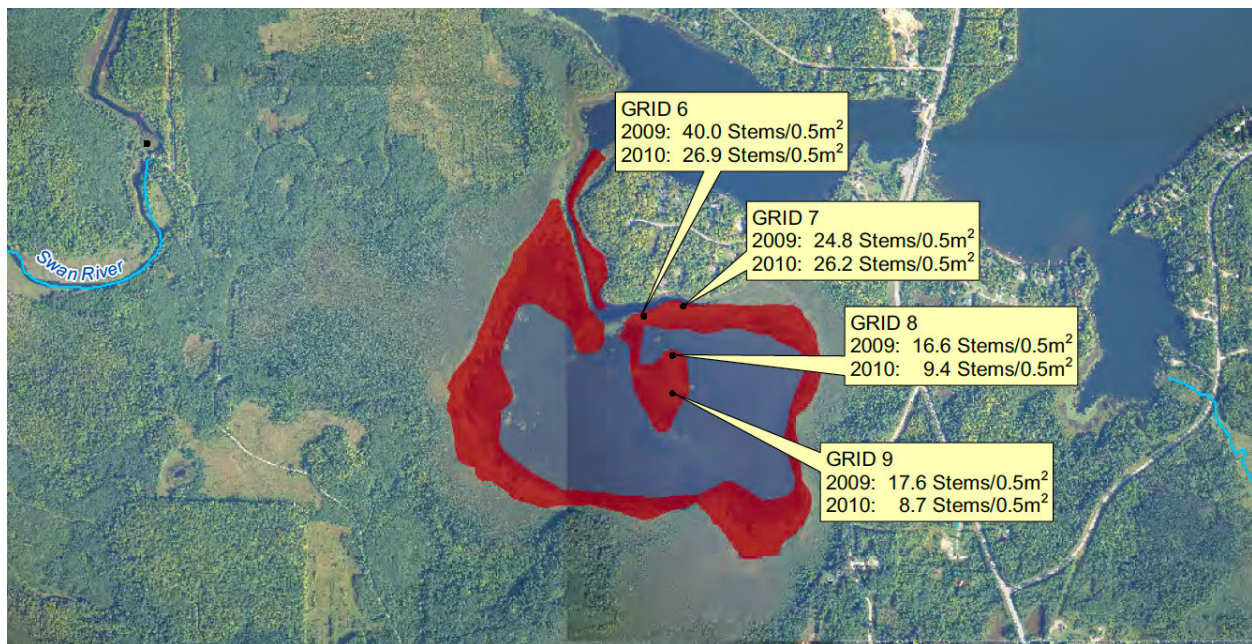 GRID 6
2009: 40.0 Stems/0.5m²
2010: 26.9 Stems/0.5m²
GRID 7
2009: 24.8 Stems/0.5m²
2010: 26.2 Stems/0.5m²
Swan River
GRID 8
2009: 16.6 Stems/0.5m²
2010: 9.4 Stems/0.5m²
GRID 9
2009: 17.6 Stems/0.5m²
2010: 8.7 Stems/0.5m²